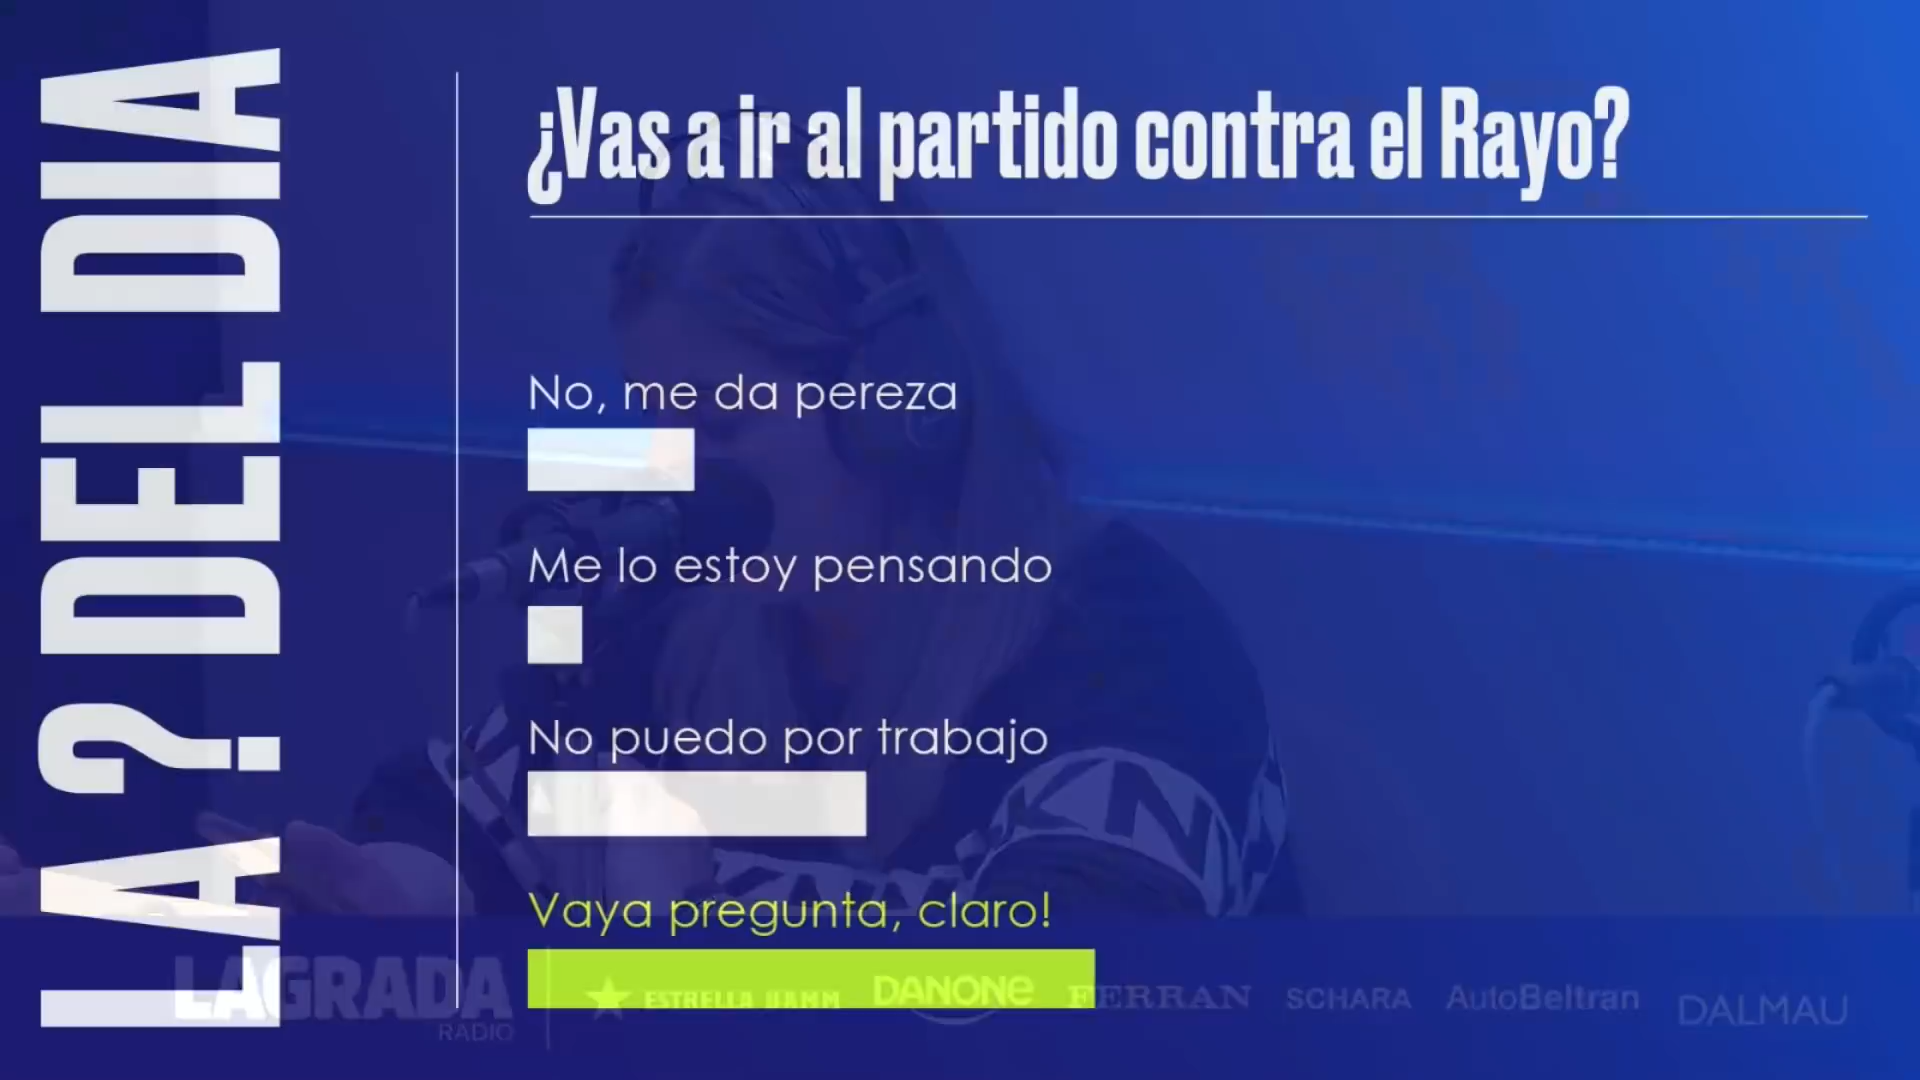 LA ? DEL DIA
¿Vas a ir al partido contra el Rayo?
No, me da pereza
Me lo estoy pensando
No puedo por trabajo
Vaya pregunta, claro!
LAGRADA
RADIO
ESTRELLA DAMM
DANONE
FERRAN
SCHARA
AutoBeltran
DALMAU
KN